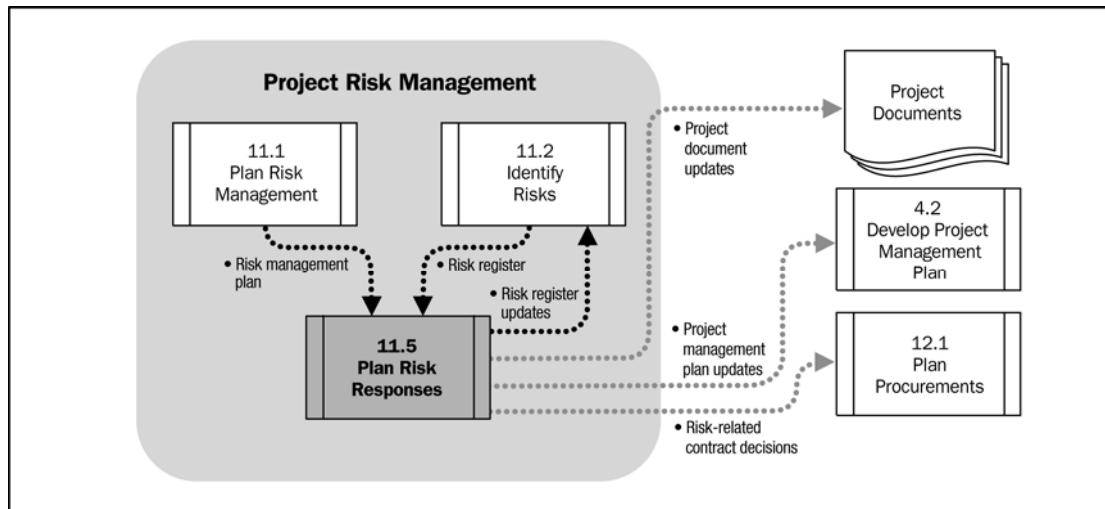 Project Risk Management
11.1
Plan Risk
Management
11.2
Identify
Risks
• Risk management
plan
• Risk register
• Risk register
updates
11.5
Plan Risk
Responses
• Project
document
updates
• Project
management
plan updates
• Risk-related
contract decisions
Project
Documents
4.2
Develop Project
Management
Plan
12.1
Plan
Procurements